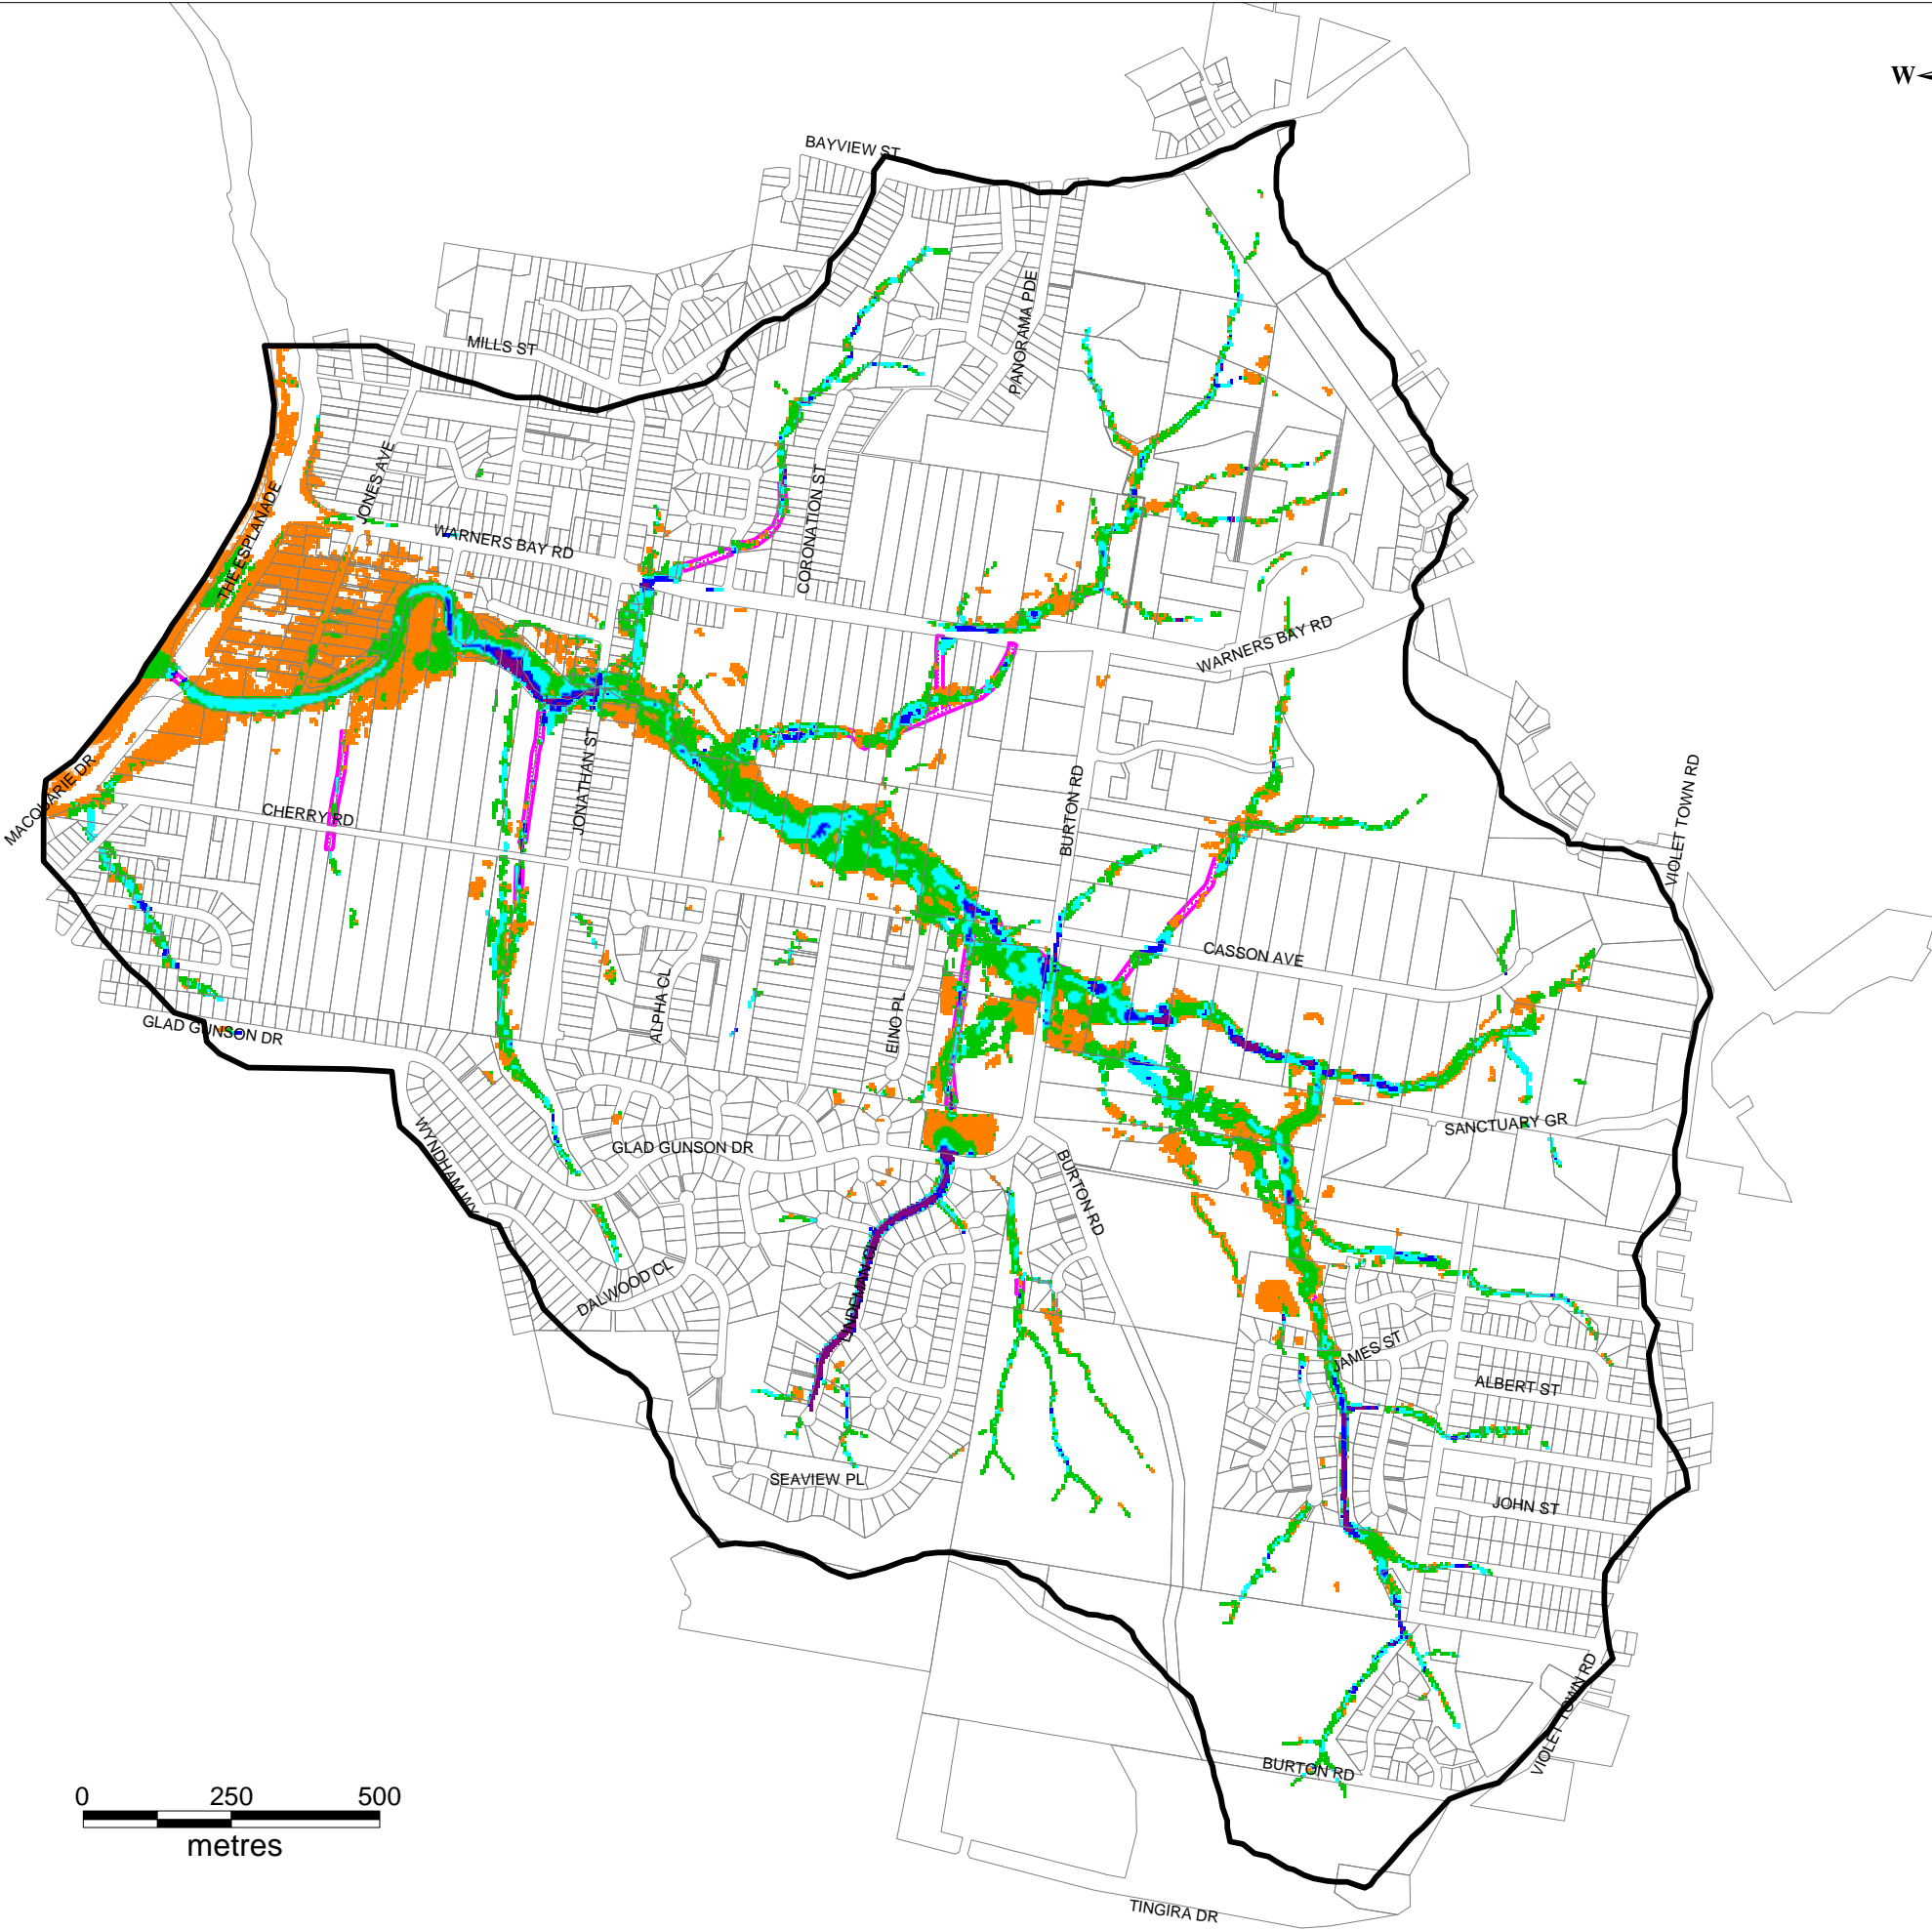 W
BAYVIEW ST
PANORAMA PDE
MILLS ST
JONES AVE
THE ESPLANADE
WARNERS BAY RD
CORONATION ST
WARNERS BAY RD
MACQUARIE DR
CHERRY RD
JONATHAN ST
BURTON RD
VIOLET TOWN RD
CASSON AVE
GLAD GUNSON DR
ALPHA CL
EINO PL
SANCTUARY GR
WYNDHAM WY
GLAD GUNSON DR
BURTON RD
DALWOOD CL
LINDEMAN CL
JAMES ST
ALBERT ST
SEAVIEW PL
JOHN ST
VIOLET TOWN RD
BURTON RD
0 250 500
metres
TINGIRA DR